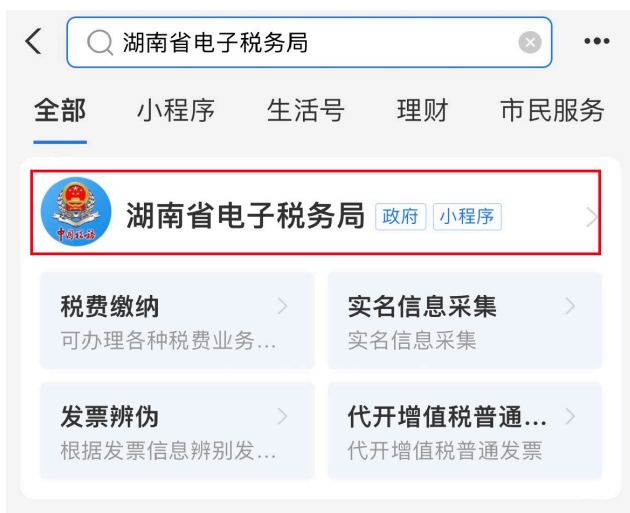 湖南省电子税务局
全部 小程序 生活号 理财 市民服务
湖南省电子税务局 政府 小程序
中国税务
税费缴纳 实名信息采集
可办理各种税费业务... 实名信息采集
发票辨伪 代开增值税普通...
根据发票信息辨别发... 代开增值税普通发票